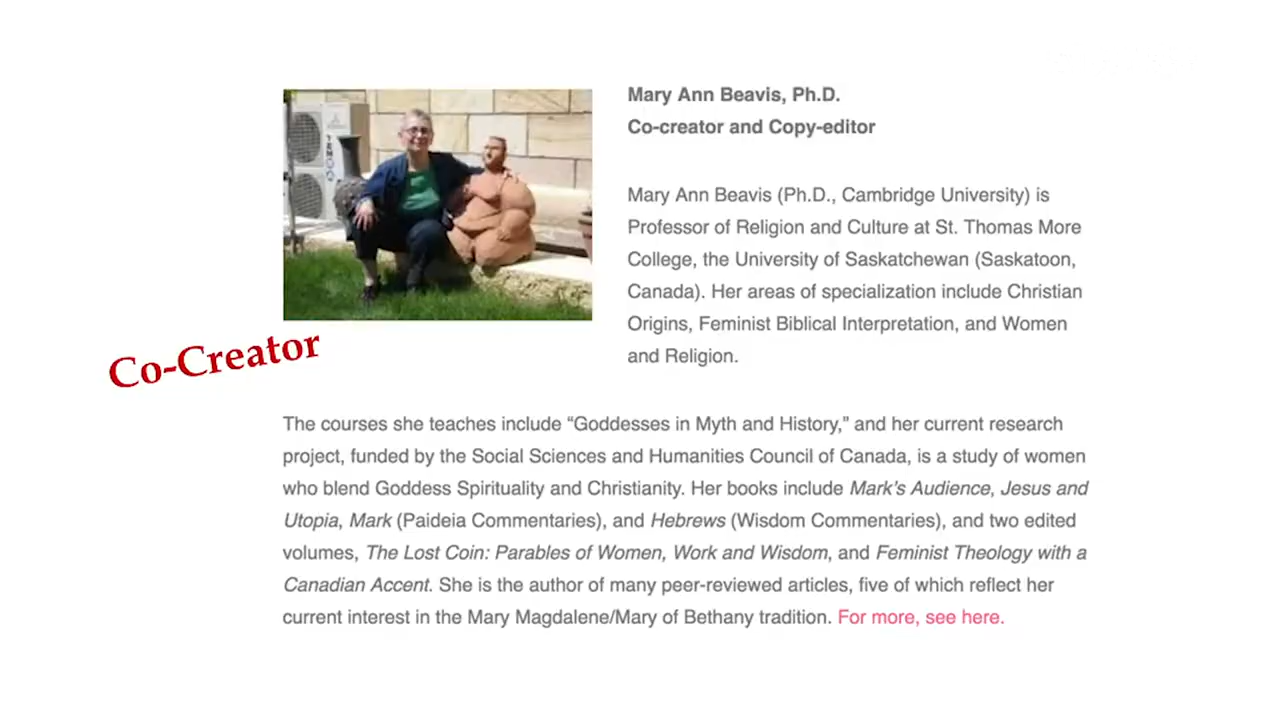 Mary Ann Beavis, Ph.D.
Co-creator and Copy-editor
Mary Ann Beavis (Ph.D., Cambridge University) is
Professor of Religion and Culture at St. Thomas More
College, the University of Saskatchewan (Saskatoon,
Canada). Her areas of specialization include Christian
Origins, Feminist Biblical Interpretation, and Women
and Religion.
Co-Creator
The courses she teaches include “Goddesses in Myth and History,” and her current research
project, funded by the Social Sciences and Humanities Council of Canada, is a study of women
who blend Goddess Spirituality and Christianity. Her books include Mark’s Audience, Jesus and
Utopia, Mark (Paideia Commentaries), and Hebrews (Wisdom Commentaries), and two edited
volumes, The Lost Coin: Parables of Women, Work and Wisdom, and Feminist Theology with a
Canadian Accent. She is the author of many peer-reviewed articles, five of which reflect her
current interest in the Mary Magdalene/Mary of Bethany tradition. For more, see here.